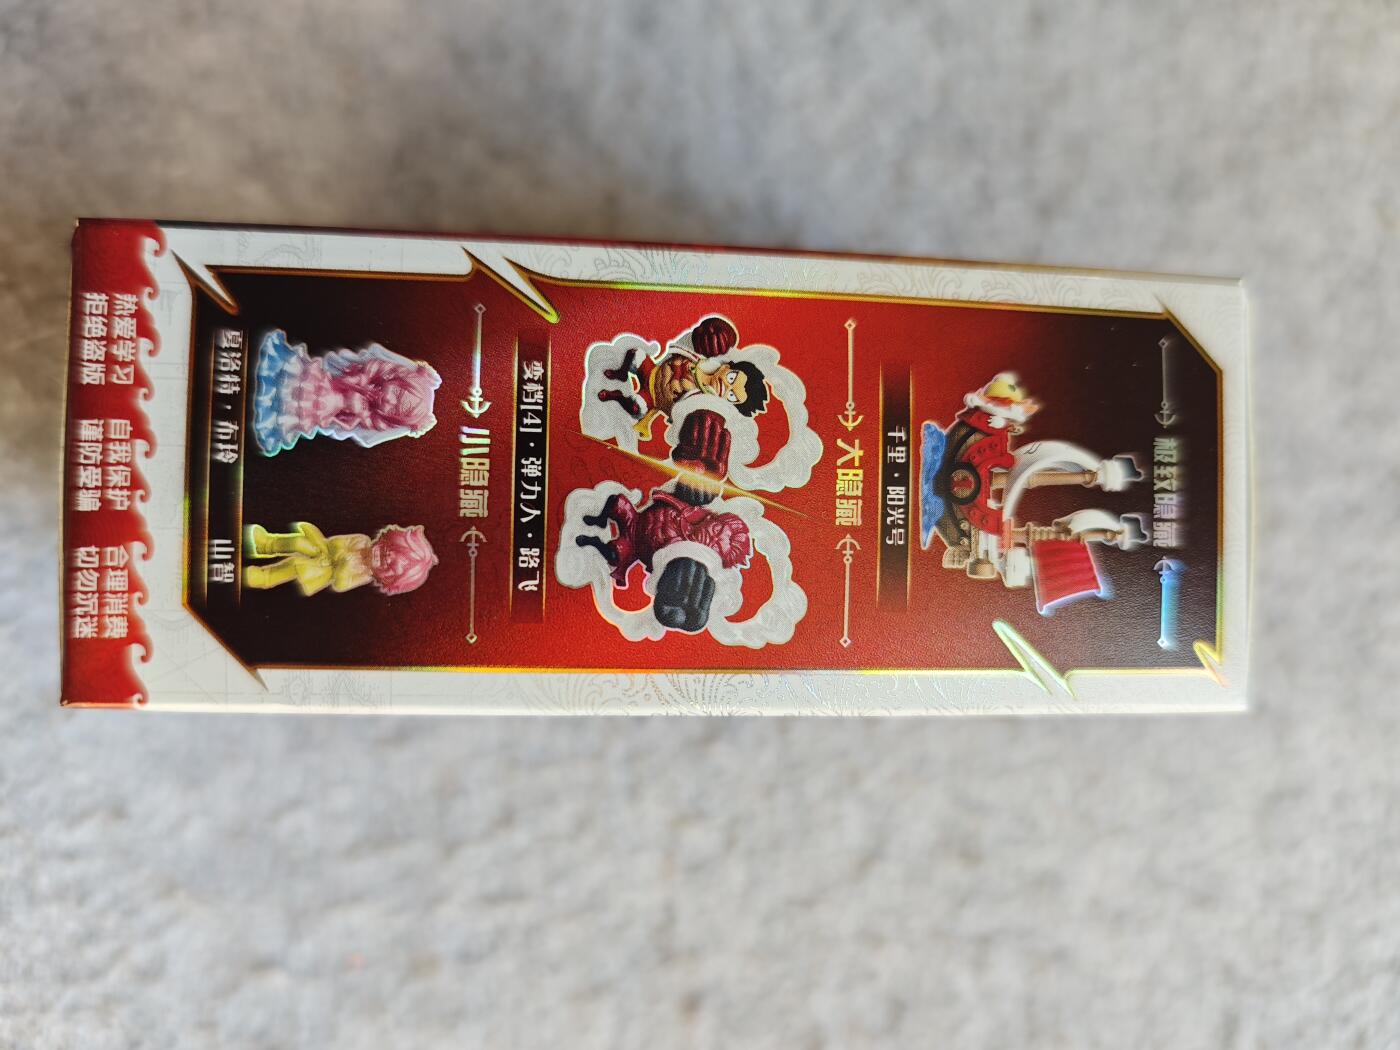 极致隐藏
千里·阳光号
大隐藏
变档[4]·弹力人·路飞
小隐藏
夏洛特·布玲
山智
热爱学习 自我保护 合理消费
拒绝盗版 谨防受骗 切勿沉迷